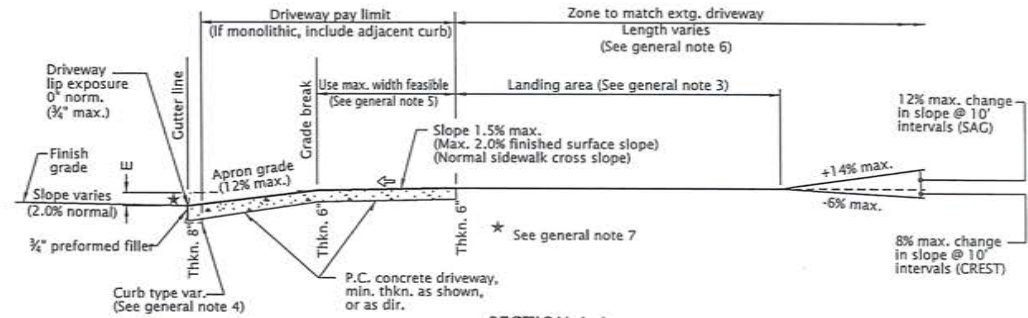 Driveway pay limit
(If monolithic, include adjacent curb)
Zone to match extg. driveway
Length varies
(See general note 6)
Driveway
lip exposure
0" norm.
(¾" max.)
Gutter line
Grade break
Use max. width feasible
(See general note 5)
Landing area (See general note 3)
12% max. change
in slope @ 10'
intervals (SAG)
Finish
grade
E
Apron grade
(12% max.)
Slope 1.5% max.
(Max. 2.0% finished surface slope)
(Normal sidewalk cross slope)
+14% max.
-6% max.
Slope varies
(2.0% normal)
¾" preformed filler
Thkn. 8"
Thkn. 6"
Thkn. 6"
See general note 7
8% max. change
in slope @ 10'
intervals (CREST)
Curb type var.
(See general note 4)
P.C. concrete driveway,
min. thkn. as shown,
or as dir.